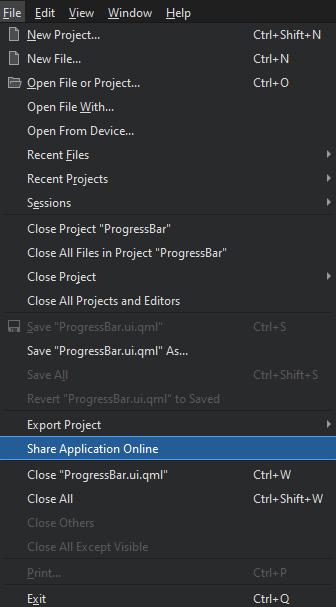 File Edit View Window Help
New Project... Ctrl+Shift+N
New File... Ctrl+N
Open File or Project... Ctrl+O
Open File With...
Open From Device...
Recent Files
Recent Projects
Sessions
Close Project "ProgressBar"
Close All Files in Project "ProgressBar"
Close Project
Close All Projects and Editors
Save "ProgressBar.ui.qml" Ctrl+S
Save "ProgressBar.ui.qml" As...
Save All Ctrl+Shift+S
Revert "ProgressBar.ui.qml" to Saved
Export Project
Share Application Online
Close "ProgressBar.ui.qml" Ctrl+W
Close All Ctrl+Shift+W
Close Others
Close All Except Visible
Print... Ctrl+P
Exit Ctrl+Q